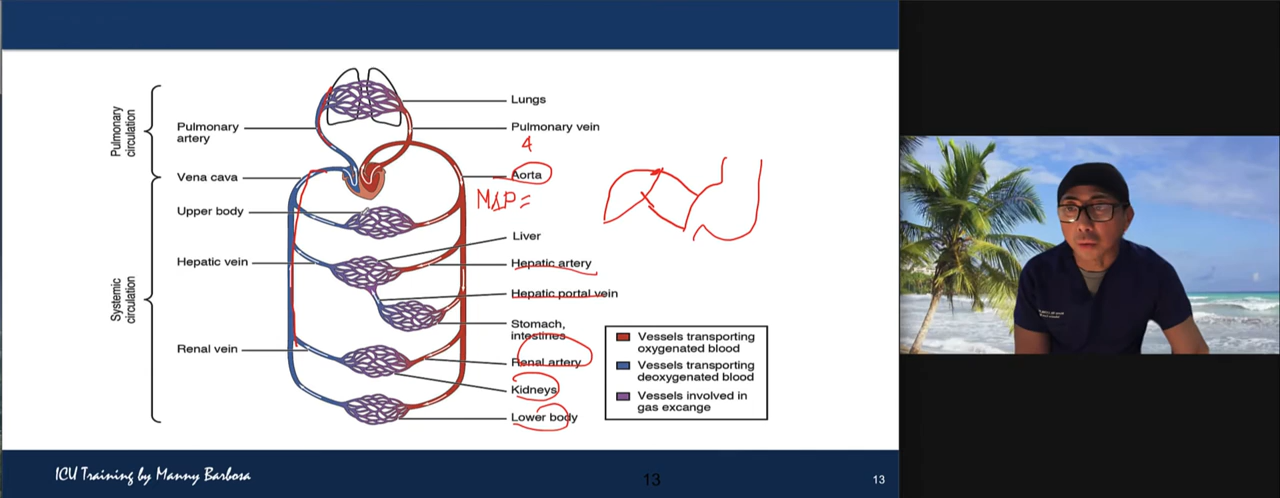 Pulmonary
circulation
Systemic
circulation
Pulmonary
artery
Vena cava
Upper body
Hepatic vein
Renal vein
Lungs
Pulmonary vein
4
Aorta
MAP=
Liver
Hepatic artery
Hepatic portal vein
Stomach,
intestines
Renal artery
Kidneys
Lower body
Vessels transporting
oxygenated blood
Vessels transporting
deoxygenated blood
Vessels involved in
gas excange
ICU Training by Manny Barbosa
13
13